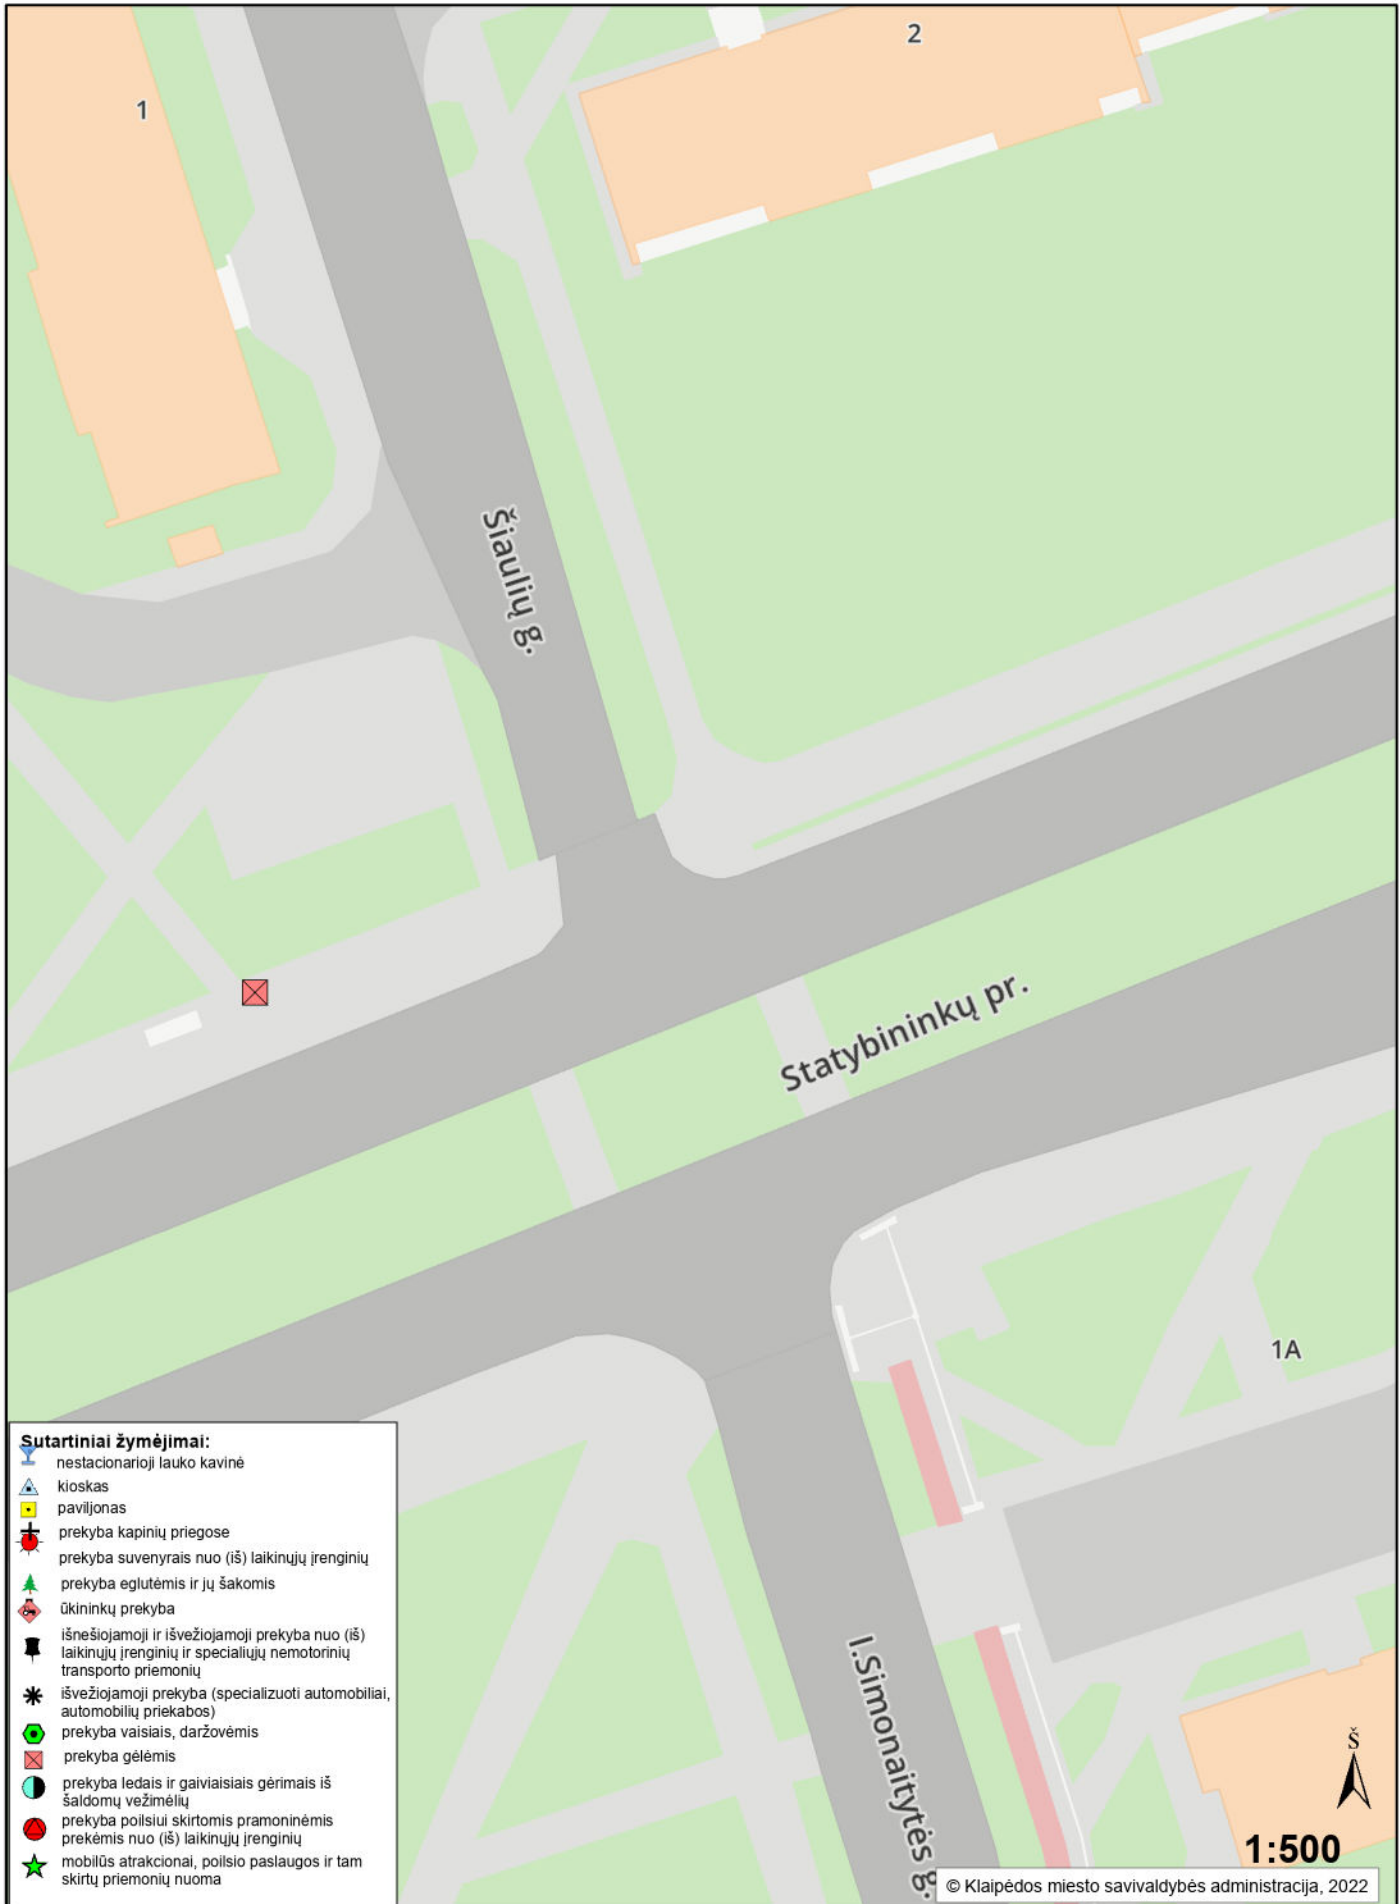 1
2
Šiaulių g.
Statybininkų pr.
1A
I.Simonaitytės g.
Sutartiniai žymėjimai:
nestacionarioji lauko kavinė
kioskas
paviljonas
prekyba kapinių priegose
prekyba suvenyrais nuo (iš) laikinųjų įrenginių
prekyba eglutėmis ir jų šakomis
ūkininkų prekyba
išnešiojamoji ir išvežiojamoji prekyba nuo (iš)
laikinųjų įrenginių ir specialiųjų nemotorinių
transporto priemonių
išvežiojamoji prekyba (specializuoti automobiliai,
automobilių priekabos)
prekyba vaisiais, daržovėmis
prekyba gėlėmis
prekyba ledais ir gaiviaisiais gėrimais iš
šaldomų vežimėlių
prekyba poilsiui skirtomis pramoninėmis
prekėmis nuo (iš) laikinųjų įrenginių
mobilūs atrakcionai, poilsio paslaugos ir tam
skirtų priemonių nuoma
Š
1:500
© Klaipėdos miesto savivaldybės administracija, 2022